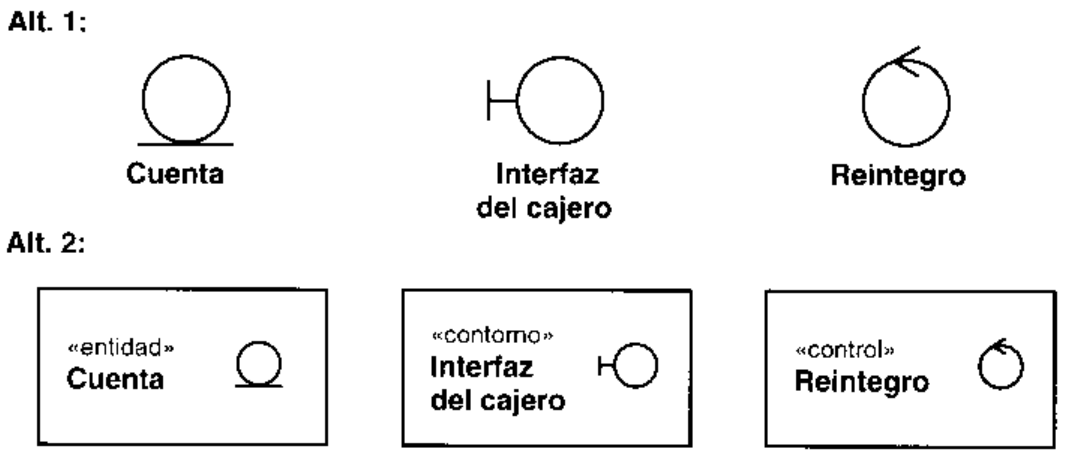 Alt. 1:
Cuenta
Interfaz
del cajero
Reintegro
Alt. 2:
«entidad»
Cuenta
«contorno»
Interfaz
del cajero
«control»
Reintegro